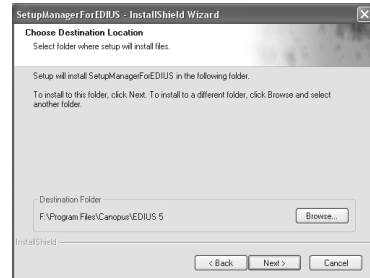 SetupManagerForEDIUS - InstallShield Wizard
Choose Destination Location
Select folder where setup will install files.
Setup will install SetupManagerForEDIUS in the following folder.
To install to this folder, click Next. To install to a different folder, click Browse and select
another folder.
Destination Folder
F:\Program Files\Canopus\EDIUS 5
Browse...
InstallShield
< Back
Next >
Cancel